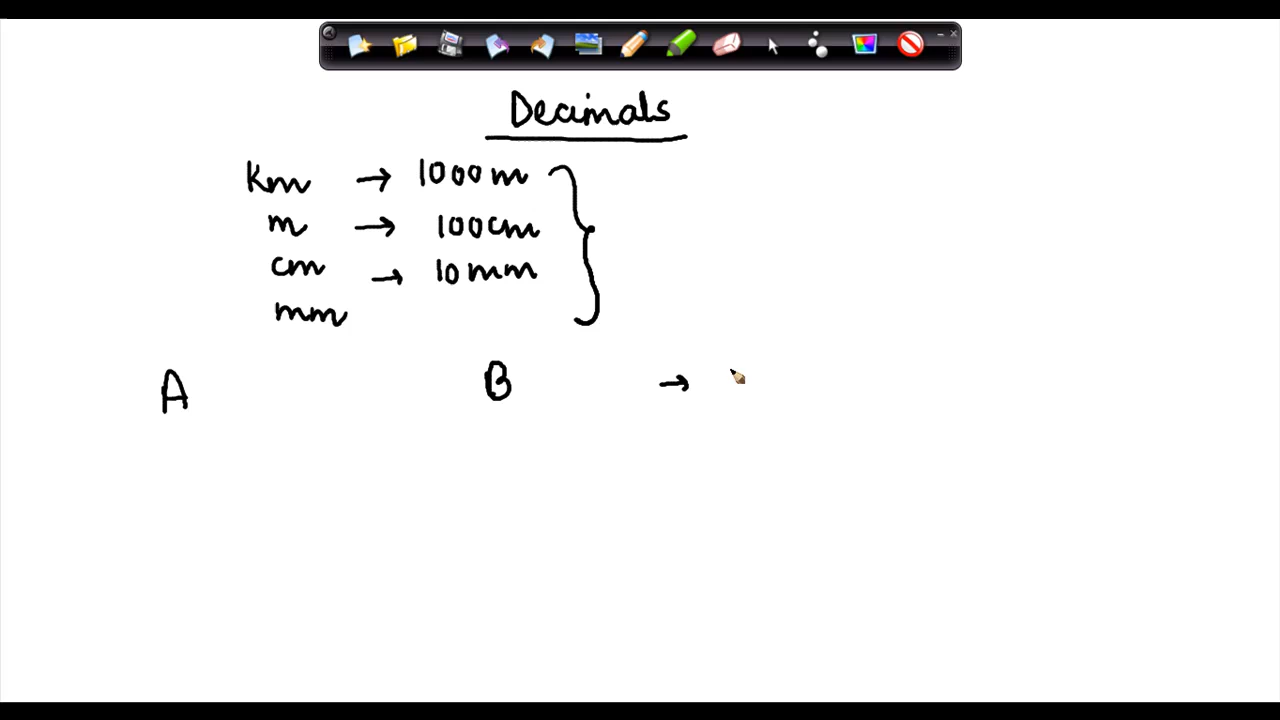 Decimals
Km → 1000 m
m → 100 cm
cm → 10 mm
mm
A B →